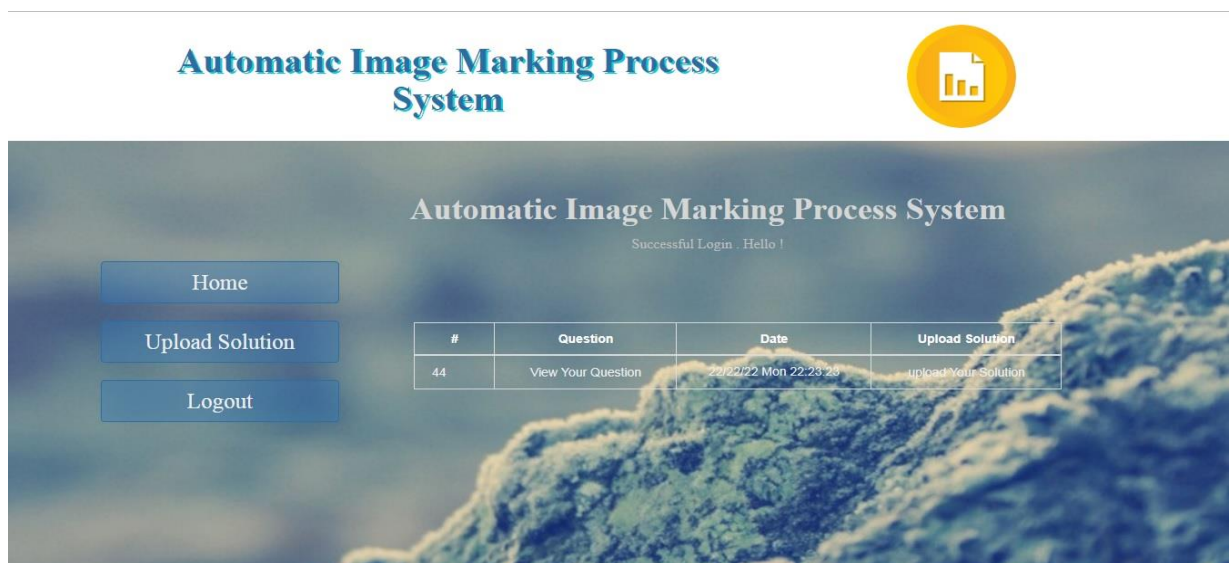 Automatic Image Marking Process
System
Automatic Image Marking Process System
Successful Login . Hello !
Home
Upload Solution
Logout
# Question Date Upload Solution
44 View Your Question 22/22/22 Mon 22:23:23 upload Your Solution